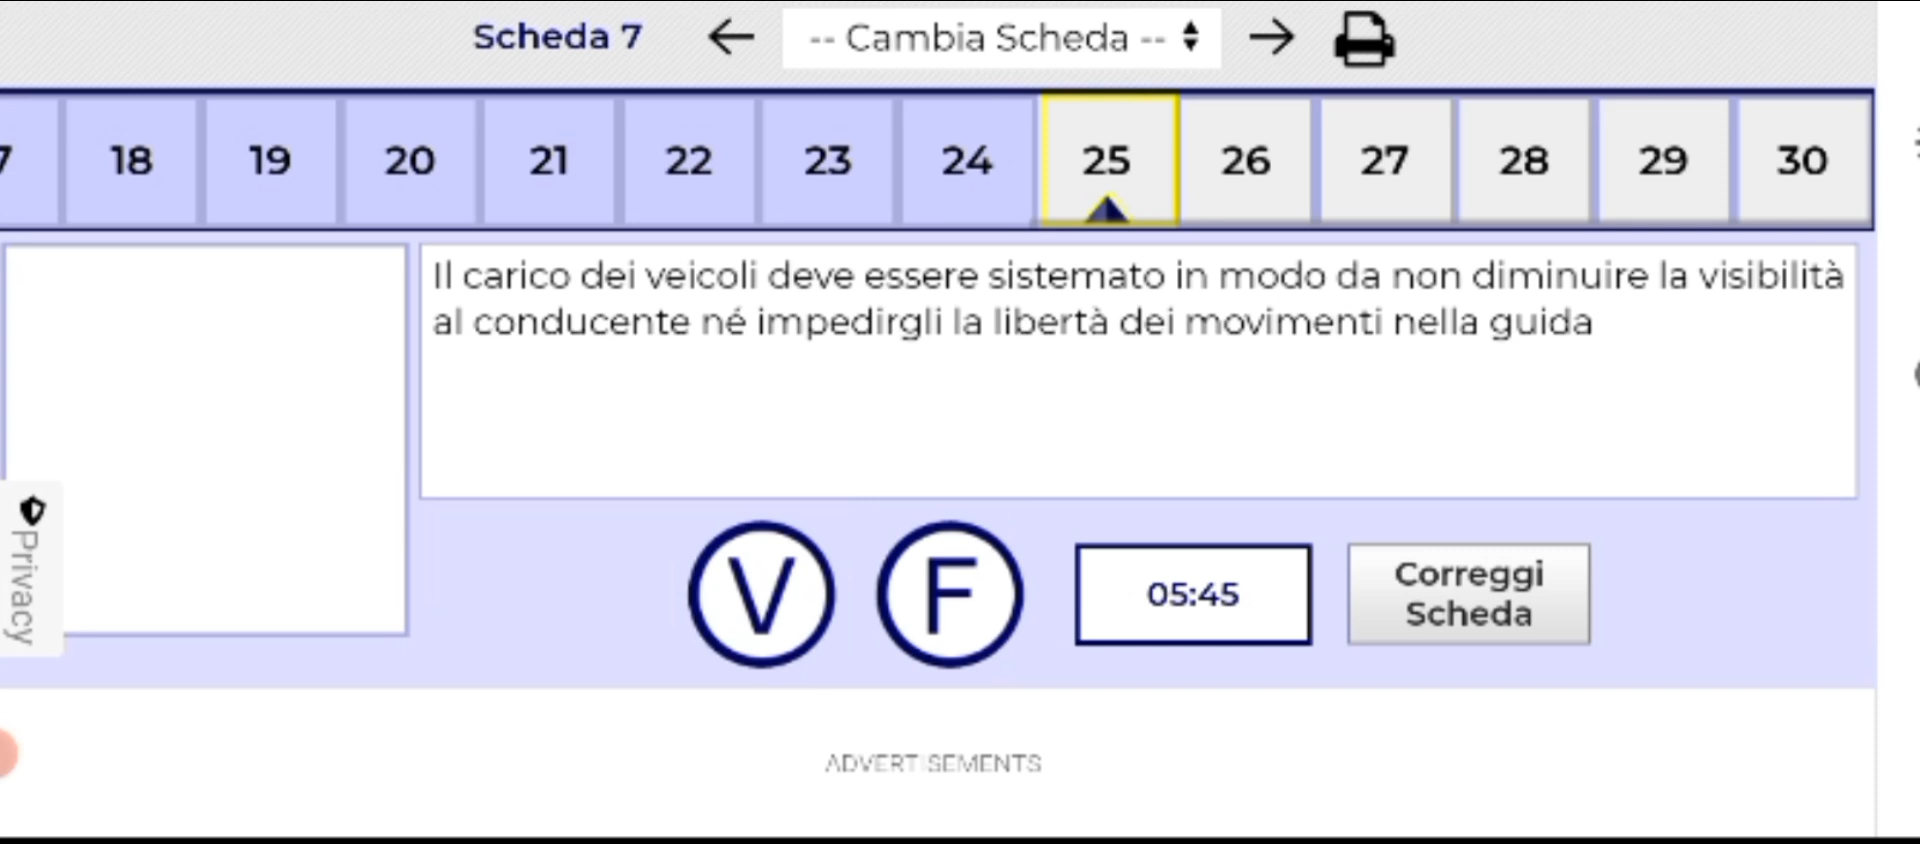 Scheda 7
-- Cambia Scheda --
7 18 19 20 21 22 23 24 25 26 27 28 29 30
Il carico dei veicoli deve essere sistemato in modo da non diminuire la visibilità
al conducente né impedirgli la libertà dei movimenti nella guida
Privacy
V F 05:45 Correggi
Scheda
ADVERTISEMENTS